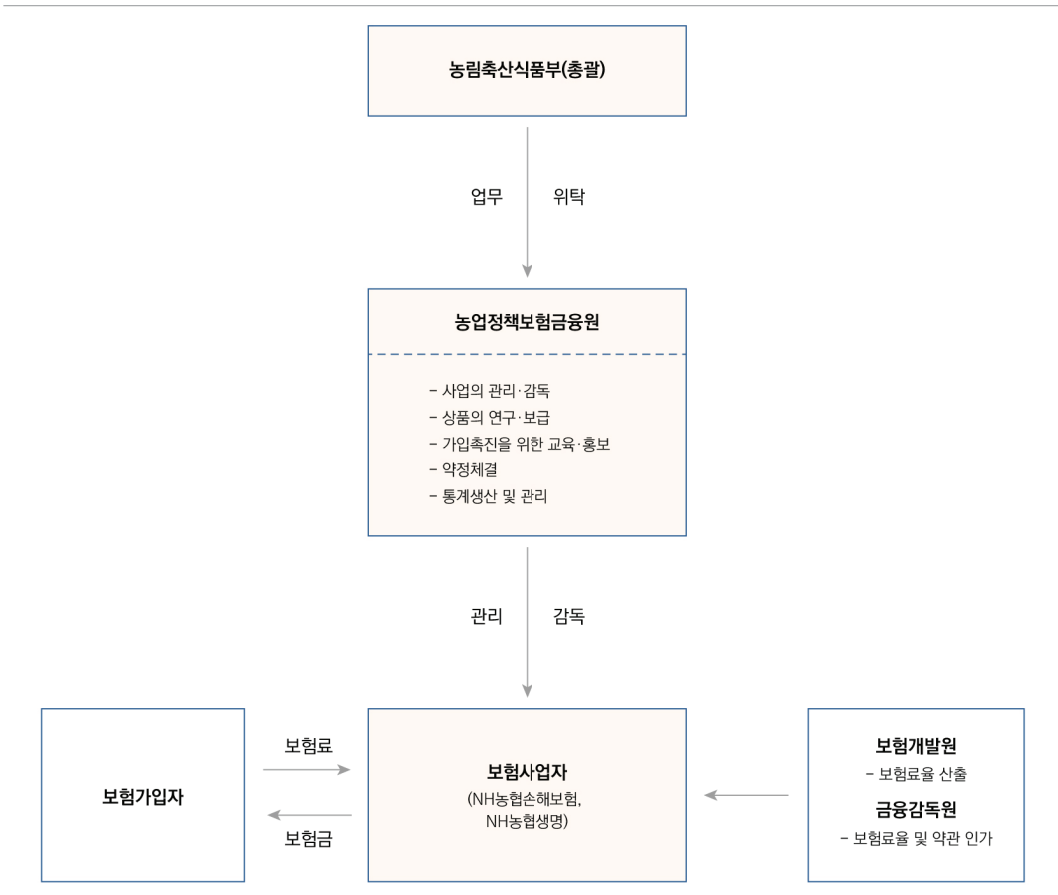 농림축산식품부(총괄)
업무 위탁
농업정책보험금융원
- 사업의 관리·감독
- 상품의 연구·보급
- 가입촉진을 위한 교육·홍보
- 약정체결
- 통계생산 및 관리
관리 감독
보험가입자
보험료
보험금
보험사업자
(NH농협손해보험,
NH농협생명)
보험개발원
- 보험료율 산출
금융감독원
- 보험료율 및 약관 인가